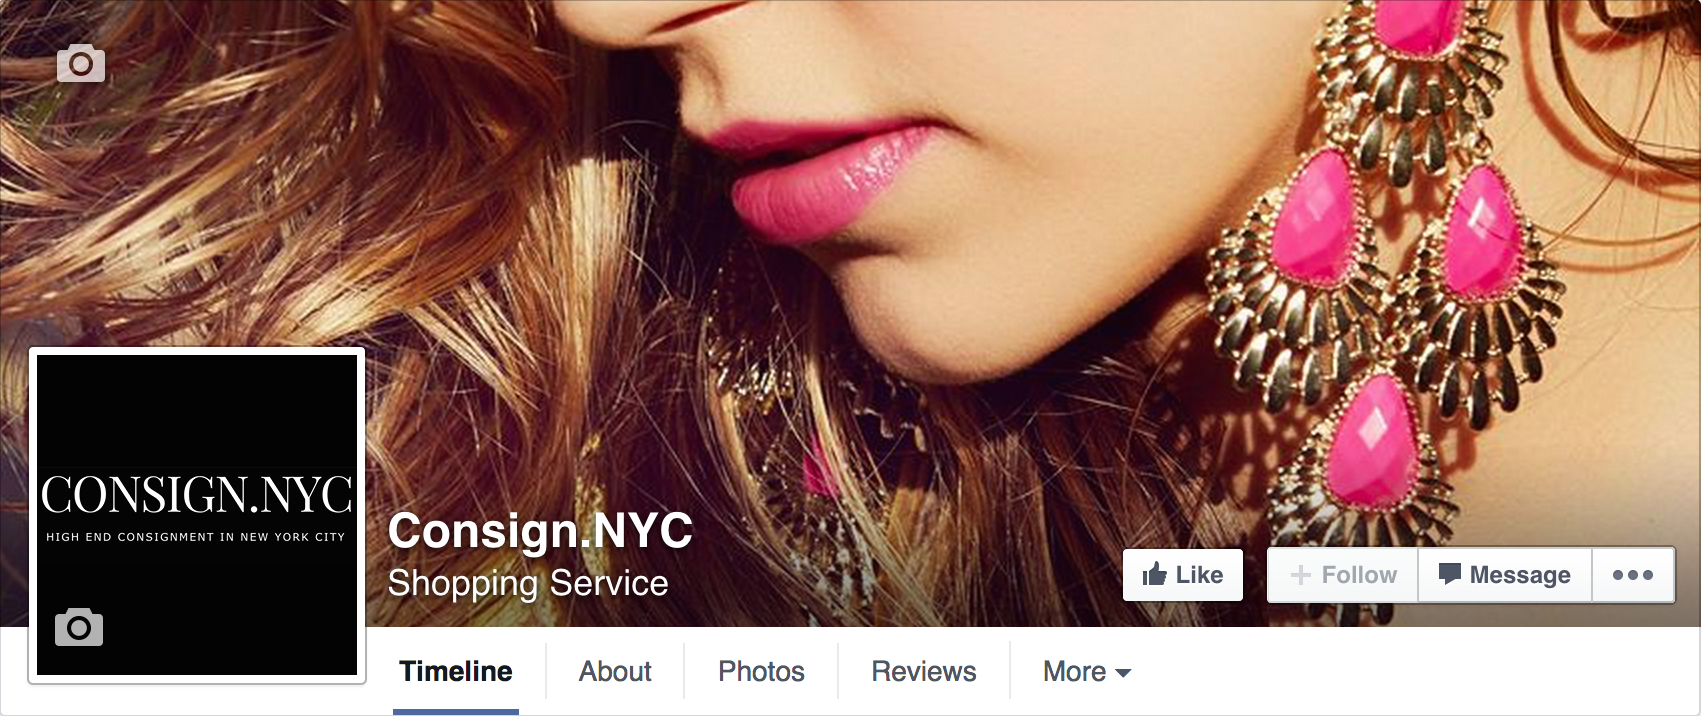 CONSIGN.NYC
HIGH END CONSIGNMENT IN NEW YORK CITY
Consign.NYC
Shopping Service
Like
Follow
Message
Timeline
About
Photos
Reviews
More